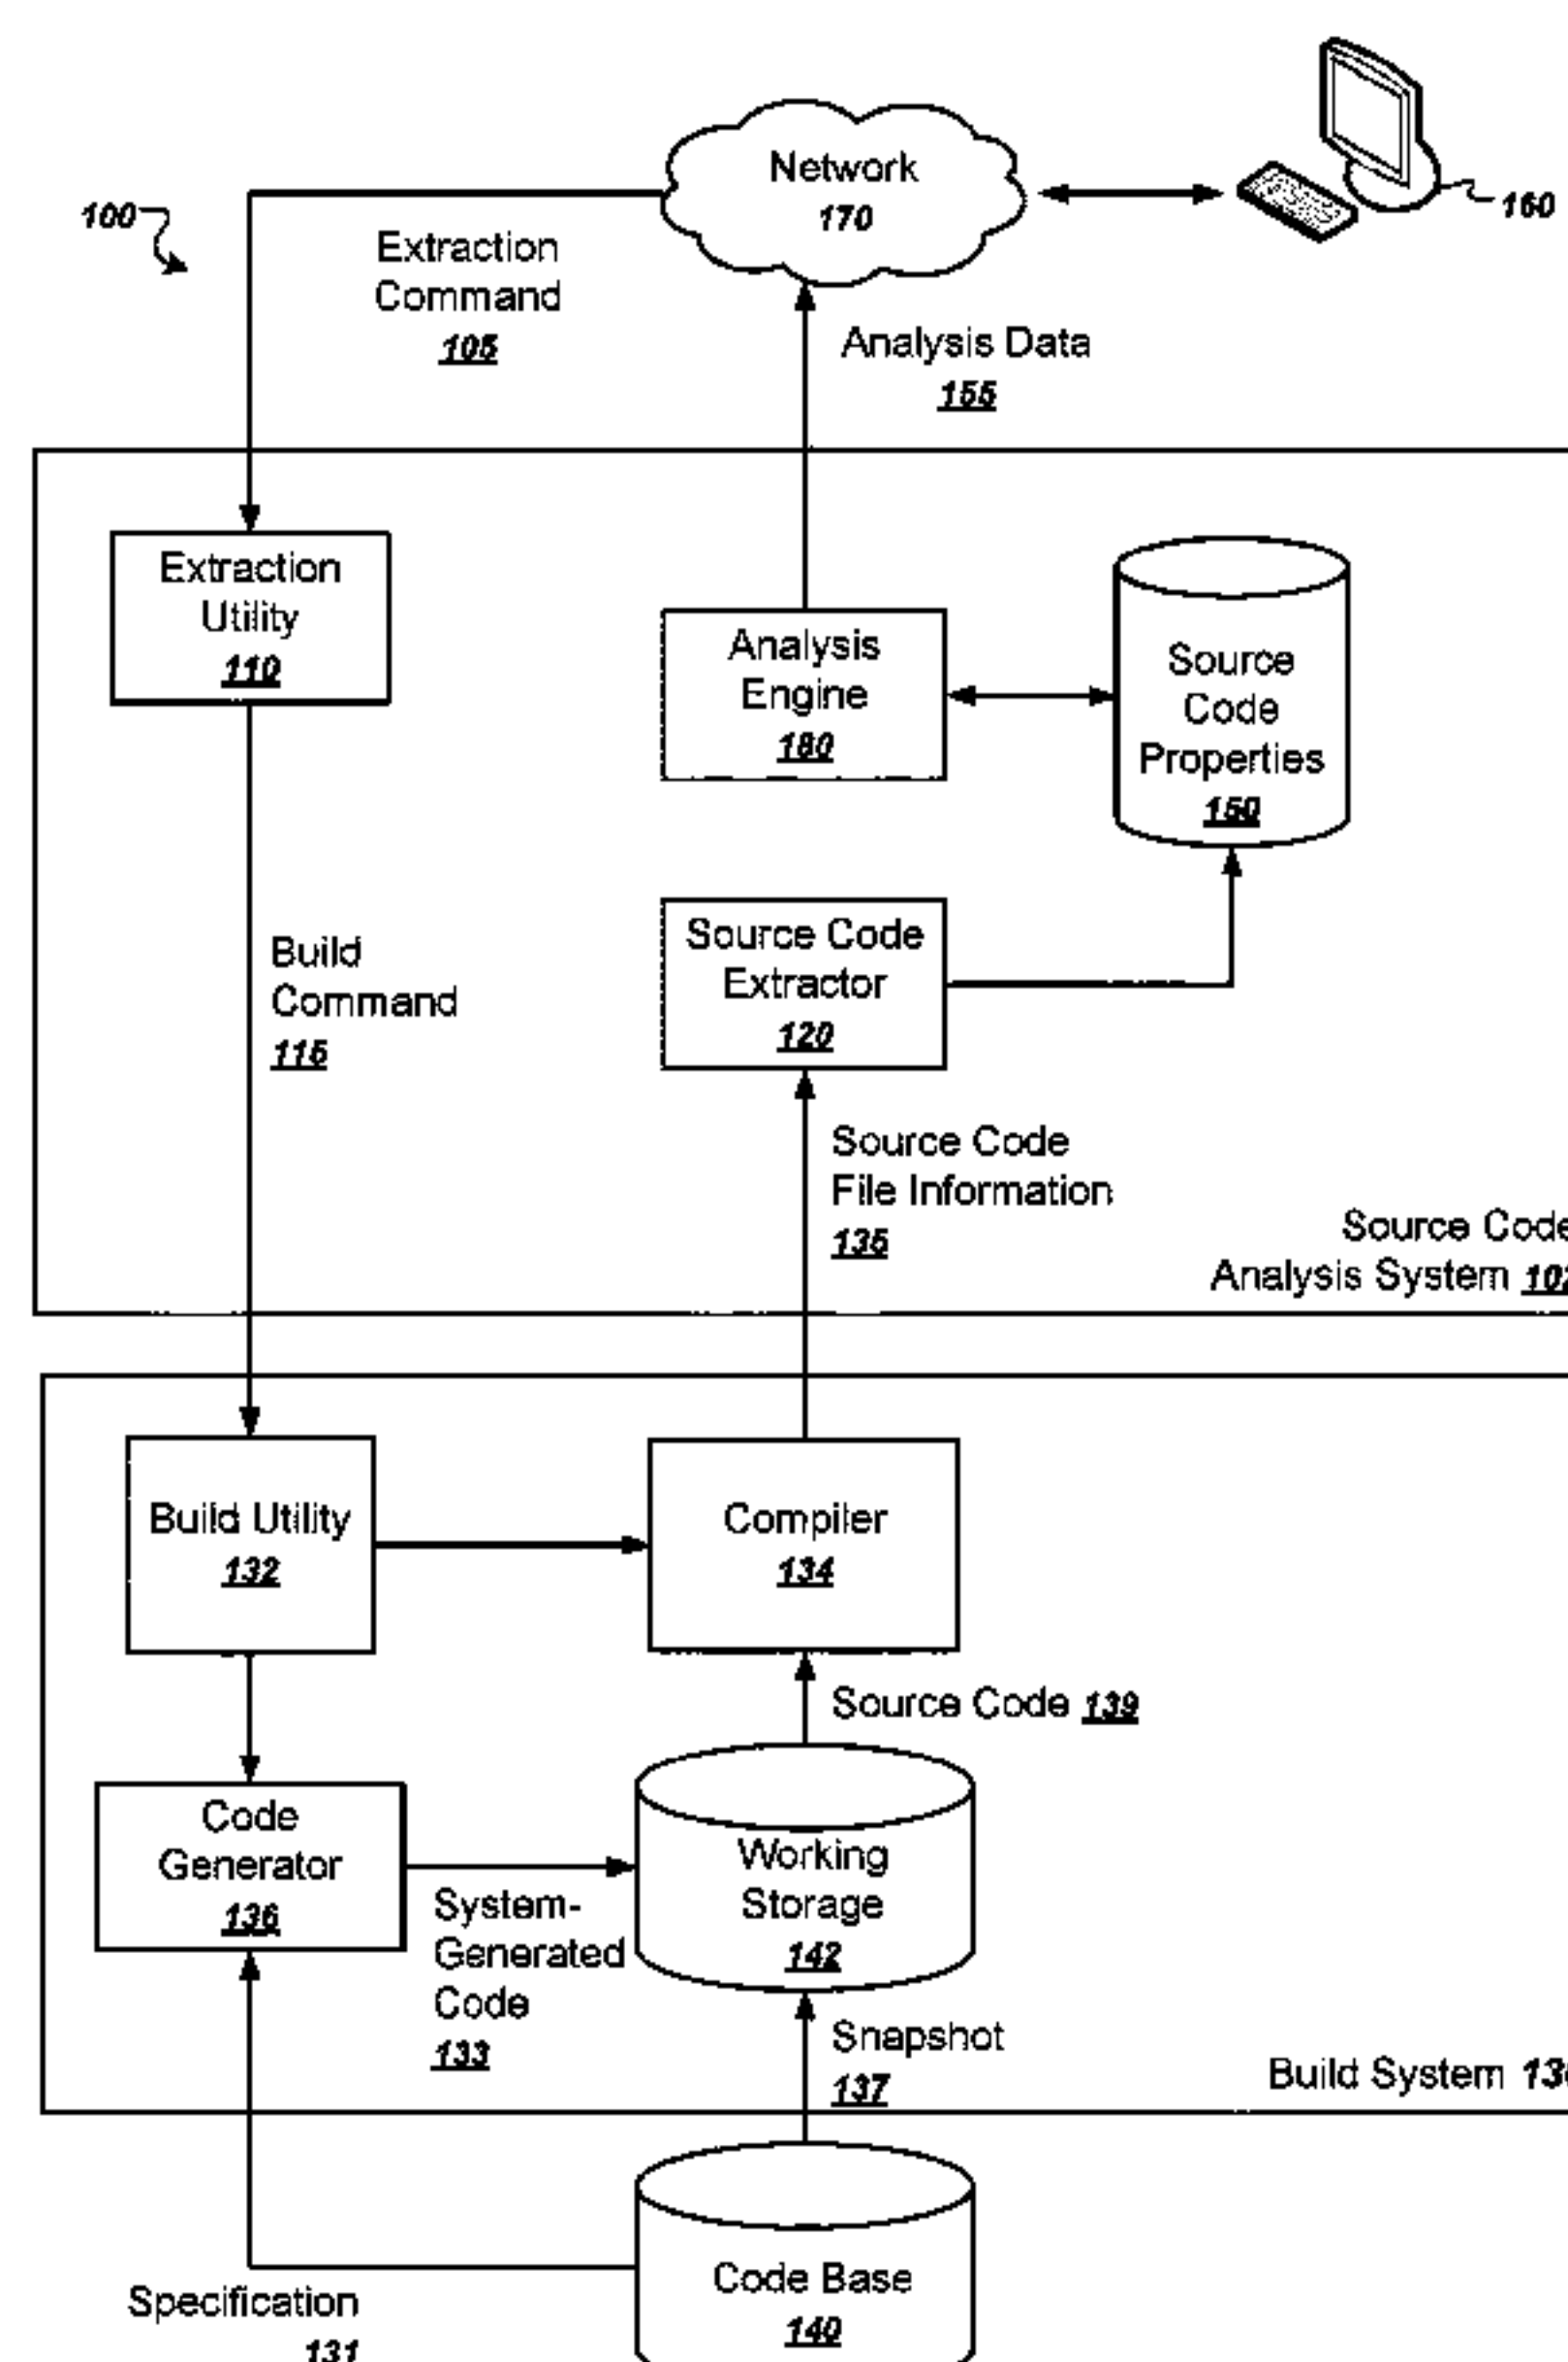 Network
170
100
160
Extraction
Command
105
Analysis Data
155
Extraction
Utility
110
Analysis
Engine
180
Source
Code
Properties
150
Build
Command
115
Source Code
Extractor
120
Source Code
File Information
135
Source Code
Analysis System 102
Build Utility
132
Compiler
134
Source Code 139
Code
Generator
136
Working
Storage
142
System-
Generated
Code
133
Snapshot
137
Build System 13
Code Base
140
Specification
131